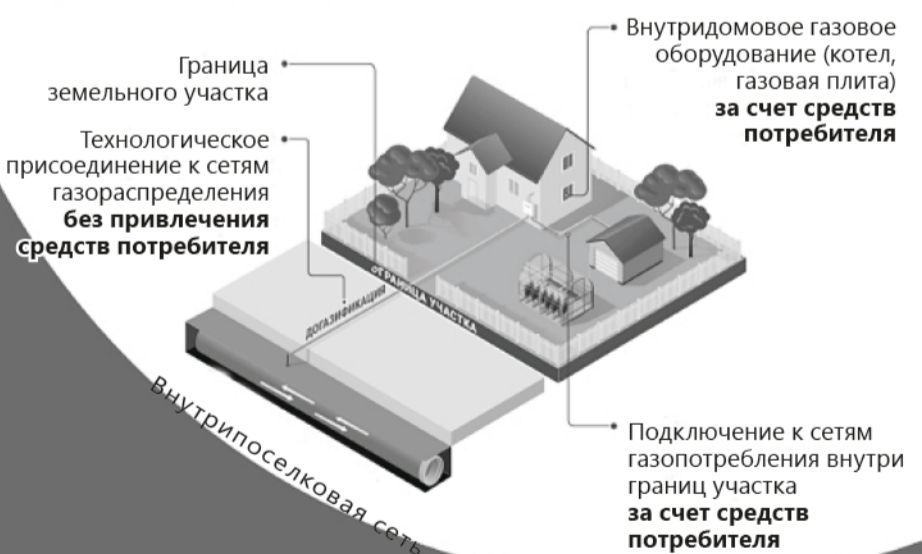 Граница
земельного участка
Технологическое
присоединение к сетям
газораспределения
без привлечения
средств потребителя
Внутридомовое газовое
оборудование (котел,
газовая плита)
за счет средств
потребителя
ГРАНИЦА УЧАСТКА
ДОГАЗИФИКАЦИЯ
Внутрипоселковая сеть
Подключение к сетям
газопотребления внутри
границ участка
за счет средств
потребителя